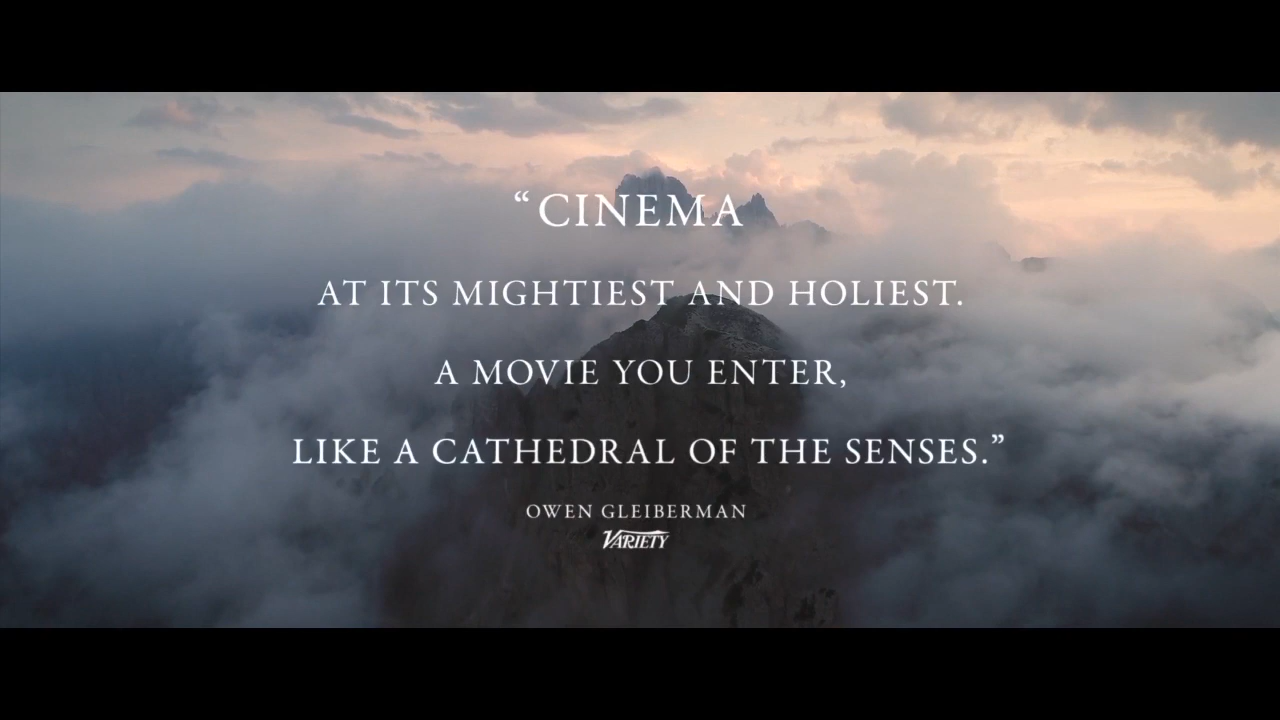 “CINEMA
AT ITS MIGHTIEST AND HOLIEST.
A MOVIE YOU ENTER,
LIKE A CATHEDRAL OF THE SENSES.”
OWEN GLEIBERMAN
VARIETY